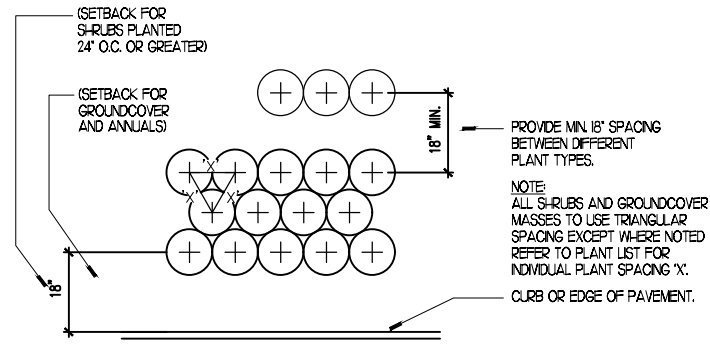 (SETBACK FOR
SHRUBS PLANTED
24" O.C. OR GREATER)
(SETBACK FOR
GROUNDCOVER
AND ANNUALS)
18" MIN.
PROVIDE MIN. 18" SPACING
BETWEEN DIFFERENT
PLANT TYPES.
'X'
'X'
'X'
NOTE:
ALL SHRUBS AND GROUNDCOVER
MASSES TO USE TRIANGULAR
SPACING EXCEPT WHERE NOTED
REFER TO PLANT LIST FOR
INDIVIDUAL PLANT SPACING 'X'.
18"
CURB OR EDGE OF PAVEMENT.